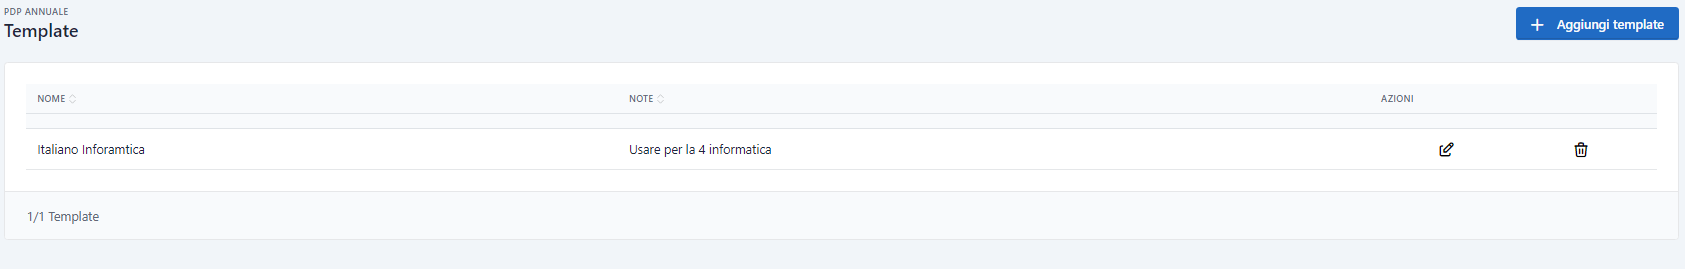 PDP ANNUALE
Template
Aggiungi template
NOME NOTE AZIONI
Italiano Inforamtica Usare per la 4 informatica
1/1 Template